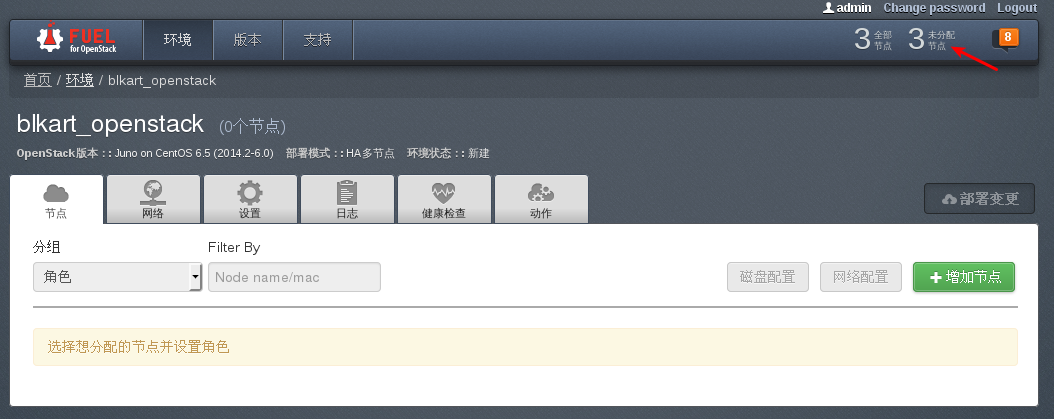 admin Change password Logout
FUEL
for OpenStack
环境 版本 支持
3 全部节点 3 未分配节点 8
首页 / 环境 / blkart_openstack
blkart_openstack (0个节点)
OpenStack版本 : : Juno on CentOS 6.5 (2014.2-6.0) 部署模式 : : HA多节点 环境状态 : : 新建
节点 网络 设置 日志 健康检查 动作 部署变更
分组 Filter By
角色 Node name/mac 磁盘配置 网络配置 增加节点
选择想分配的节点并设置角色